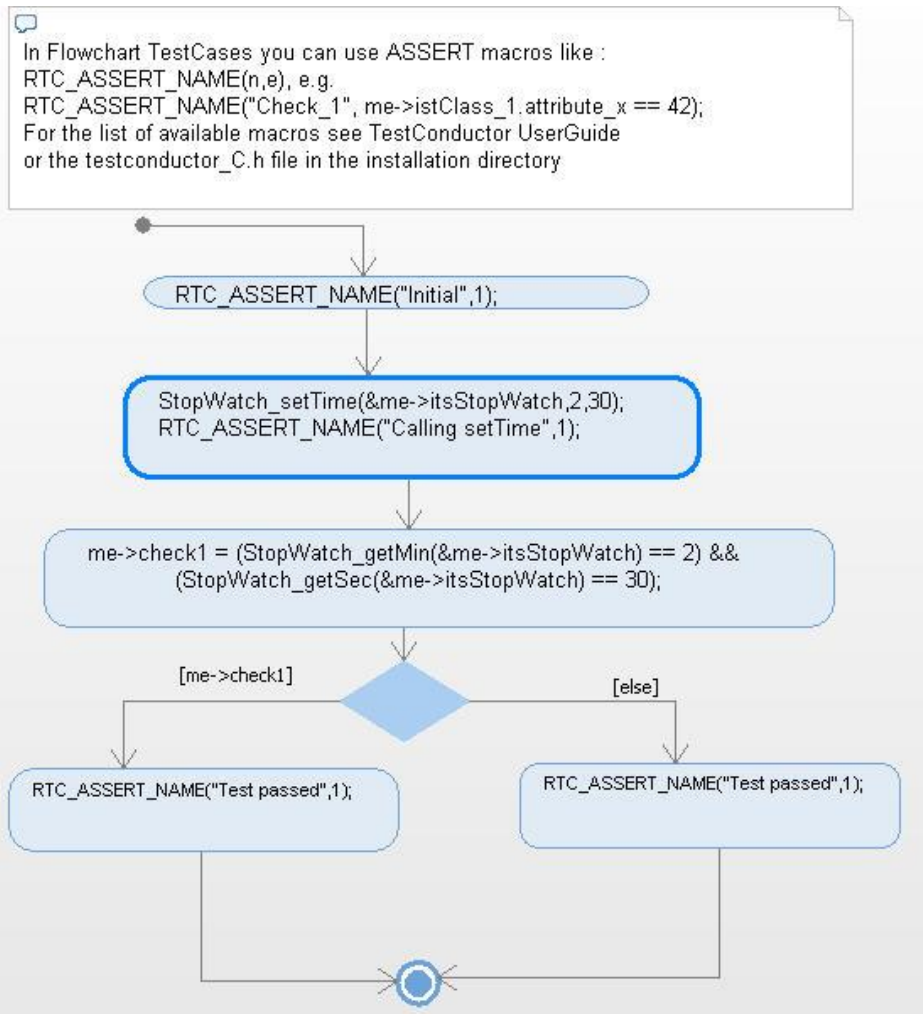 In Flowchart TestCases you can use ASSERT macros like :
RTC_ASSERT_NAME(n,e), e.g.
RTC_ASSERT_NAME("Check_1", me->istClass_1.attribute_x == 42);
For the list of available macros see TestConductor UserGuide
or the testconductor_C.h file in the installation directory
RTC_ASSERT_NAME("Initial",1);
StopWatch_setTime(&me->itsStopWatch,2,30);
RTC_ASSERT_NAME("Calling setTime",1);
me->check1 = (StopWatch_getMin(&me->itsStopWatch) == 2) &&
(StopWatch_getSec(&me->itsStopWatch) == 30);
[me->check1]
[else]
RTC_ASSERT_NAME("Test passed",1);
RTC_ASSERT_NAME("Test passed",1);